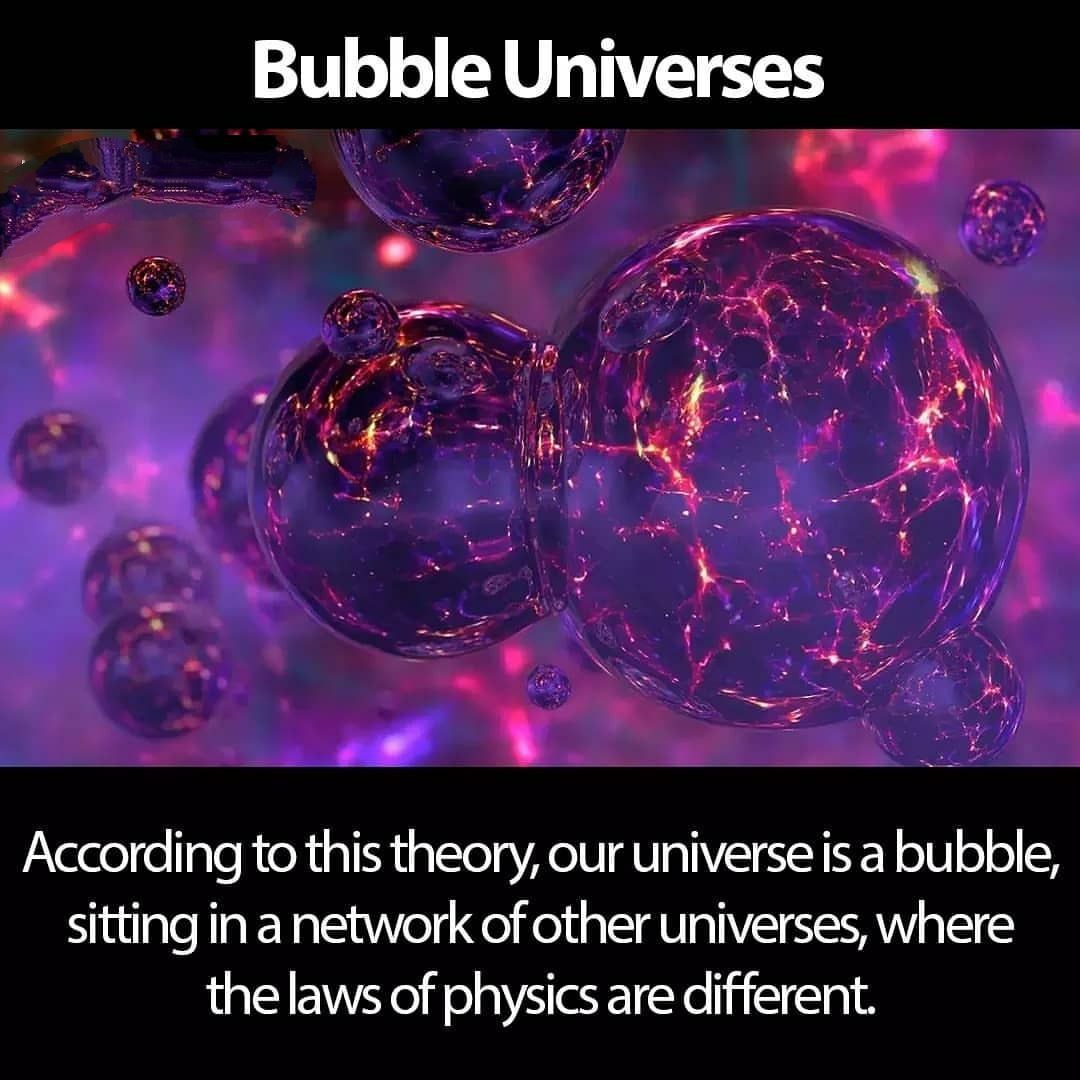 Bubble Universes
According to this theory, our universe is a bubble,
sitting in a network of other universes, where
the laws of physics are different.